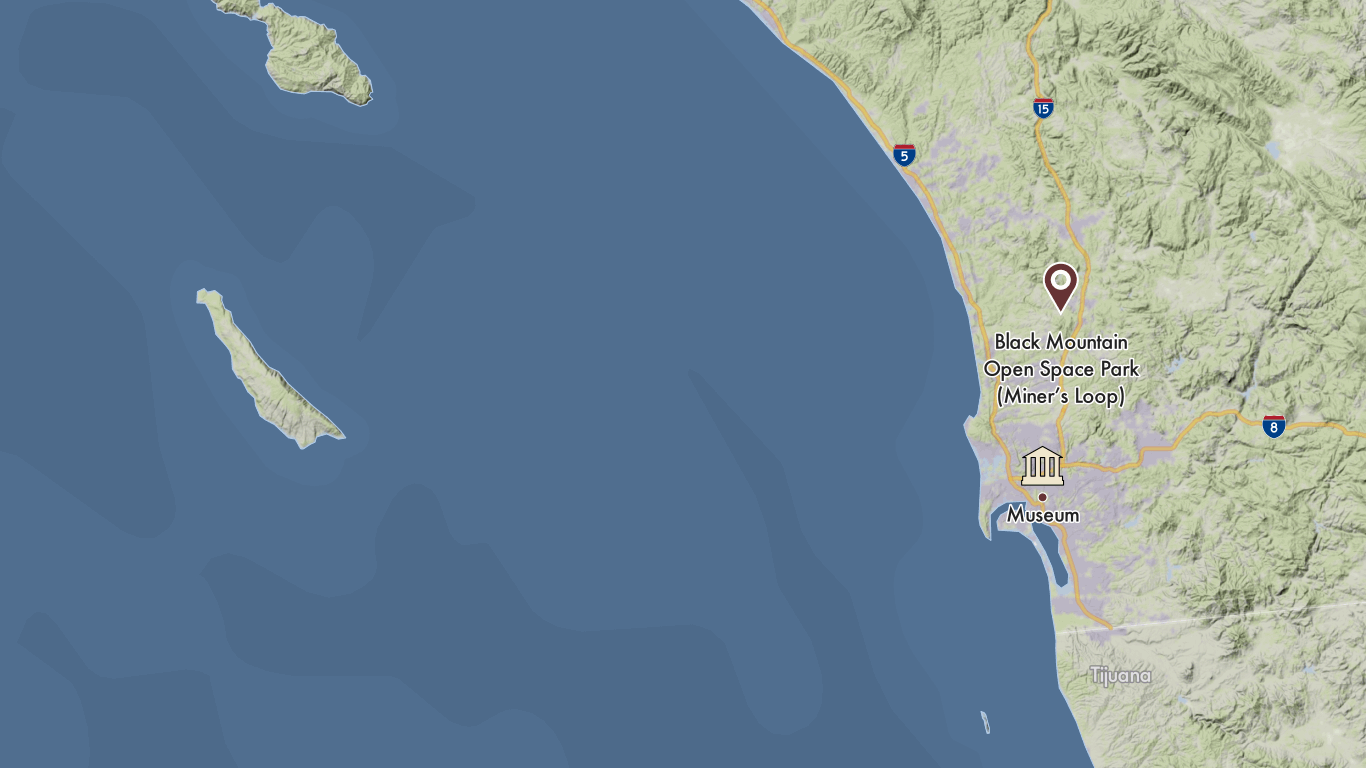 15
5
Black Mountain
Open Space Park
(Miner's Loop)
8
Museum
Tijuana